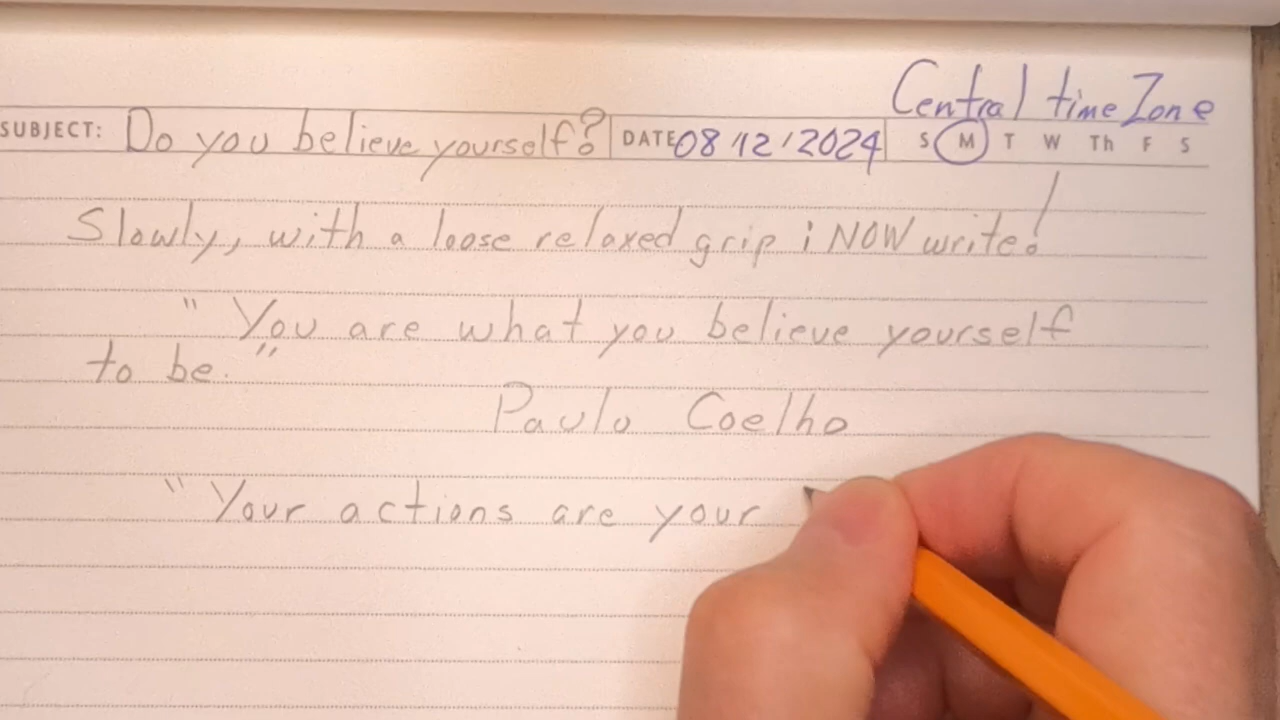 Central time Zone
SUBJECT: Do you believe yourself? DATE 08/12/2024 S M T W Th F S
Slowly, with a loose relaxed grip i NOW write!
"You are what you believe yourself
to be."
Paulo Coelho
"Your actions are your